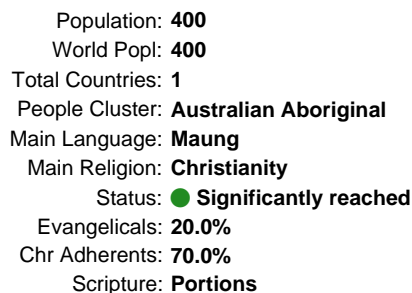 Population: 400
World Popl: 400
Total Countries: 1
People Cluster: Australian Aboriginal
Main Language: Maung
Main Religion: Christianity
Status: Significantly reached
Evangelicals: 20.0%
Chr Adherents: 70.0%
Scripture: Portions